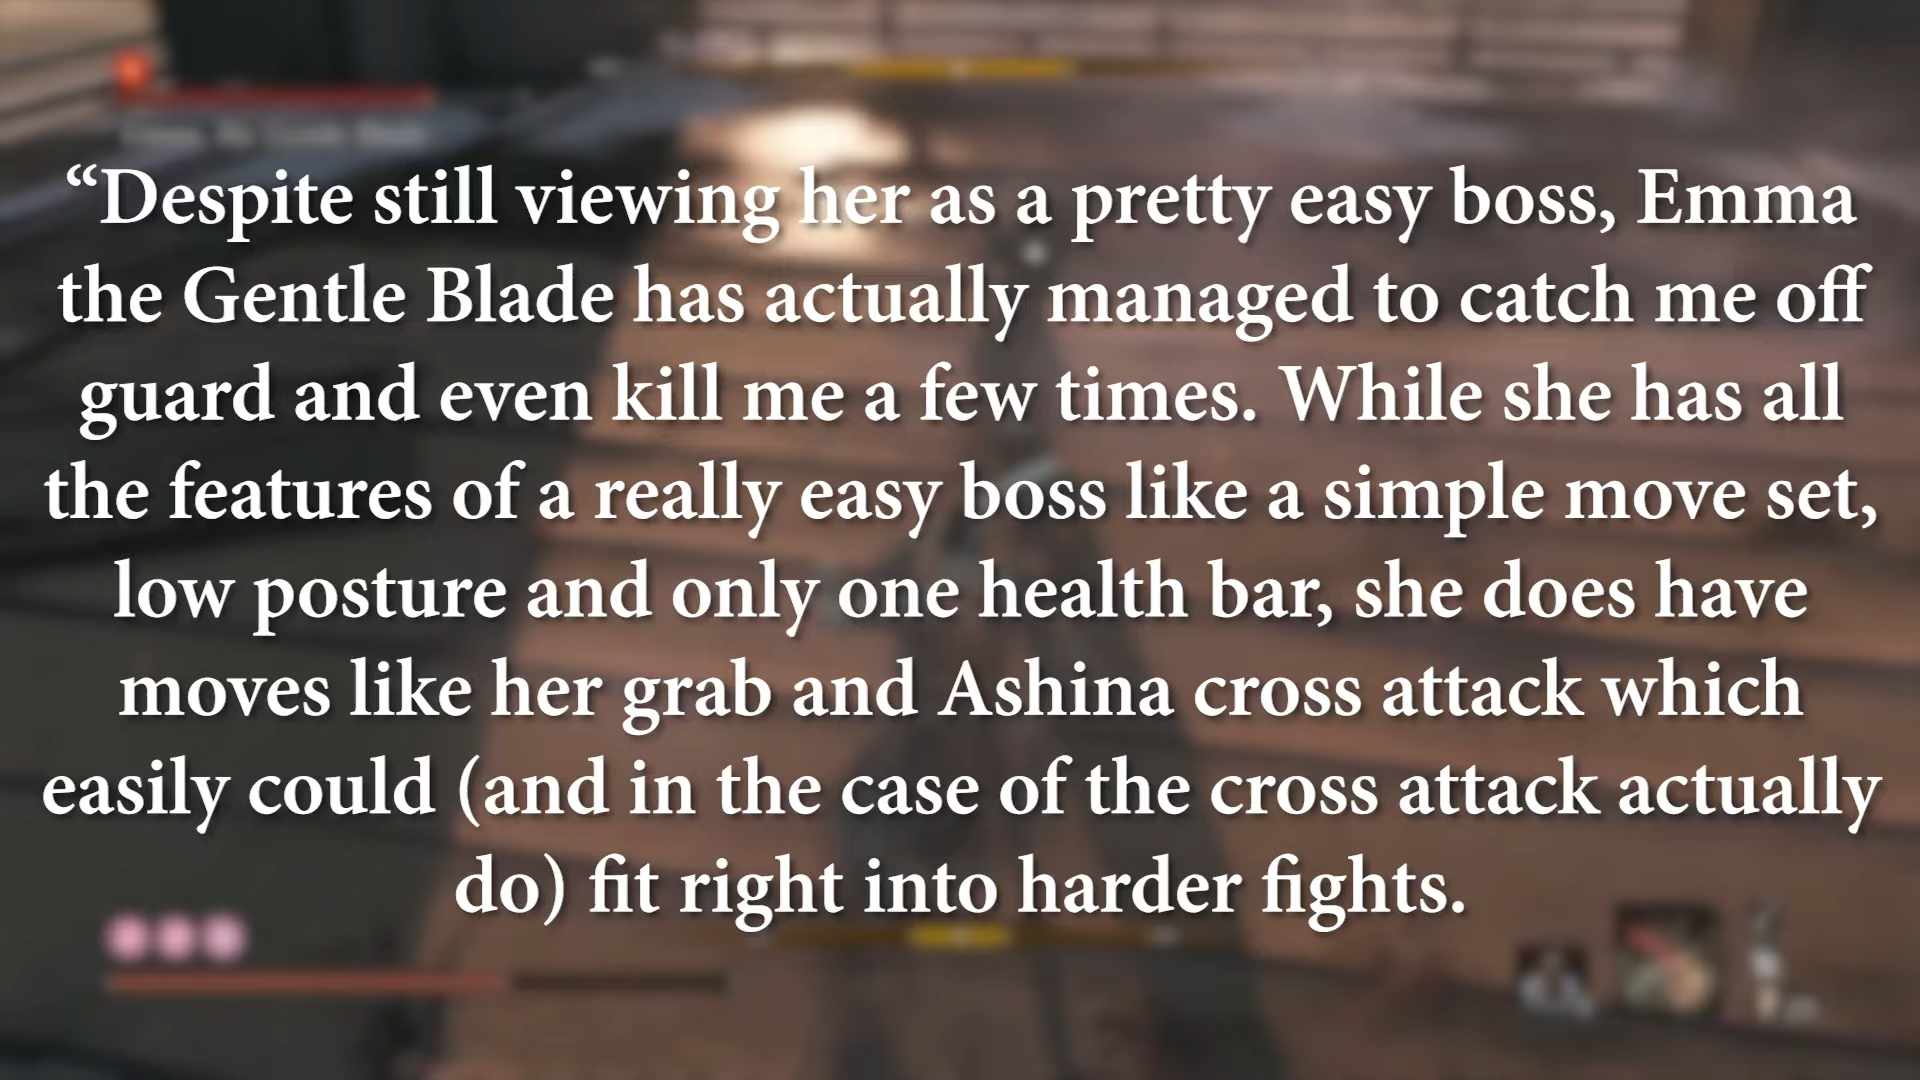 “Despite still viewing her as a pretty easy boss, Emma
the Gentle Blade has actually managed to catch me off
guard and even kill me a few times. While she has all
the features of a really easy boss like a simple move set,
low posture and only one health bar, she does have
moves like her grab and Ashina cross attack which
easily could (and in the case of the cross attack actually
do) fit right into harder fights.